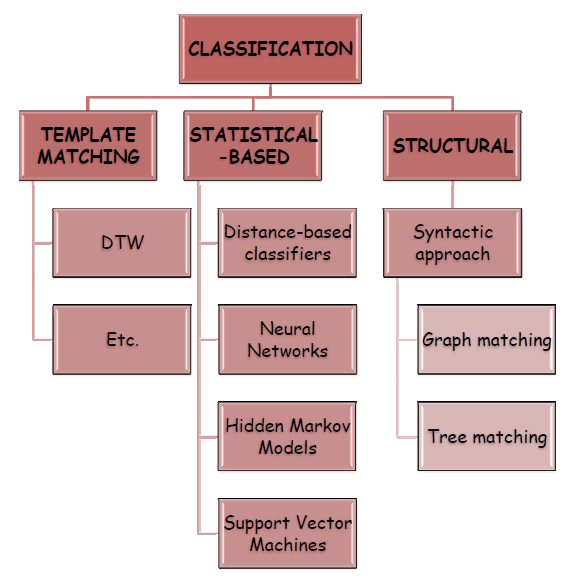 CLASSIFICATION
TEMPLATE
MATCHING
STATISTICAL
-BASED
STRUCTURAL
DTW
Etc.
Distance-based
classifiers
Neural
Networks
Hidden Markov
Models
Support Vector
Machines
Syntactic
approach
Graph matching
Tree matching